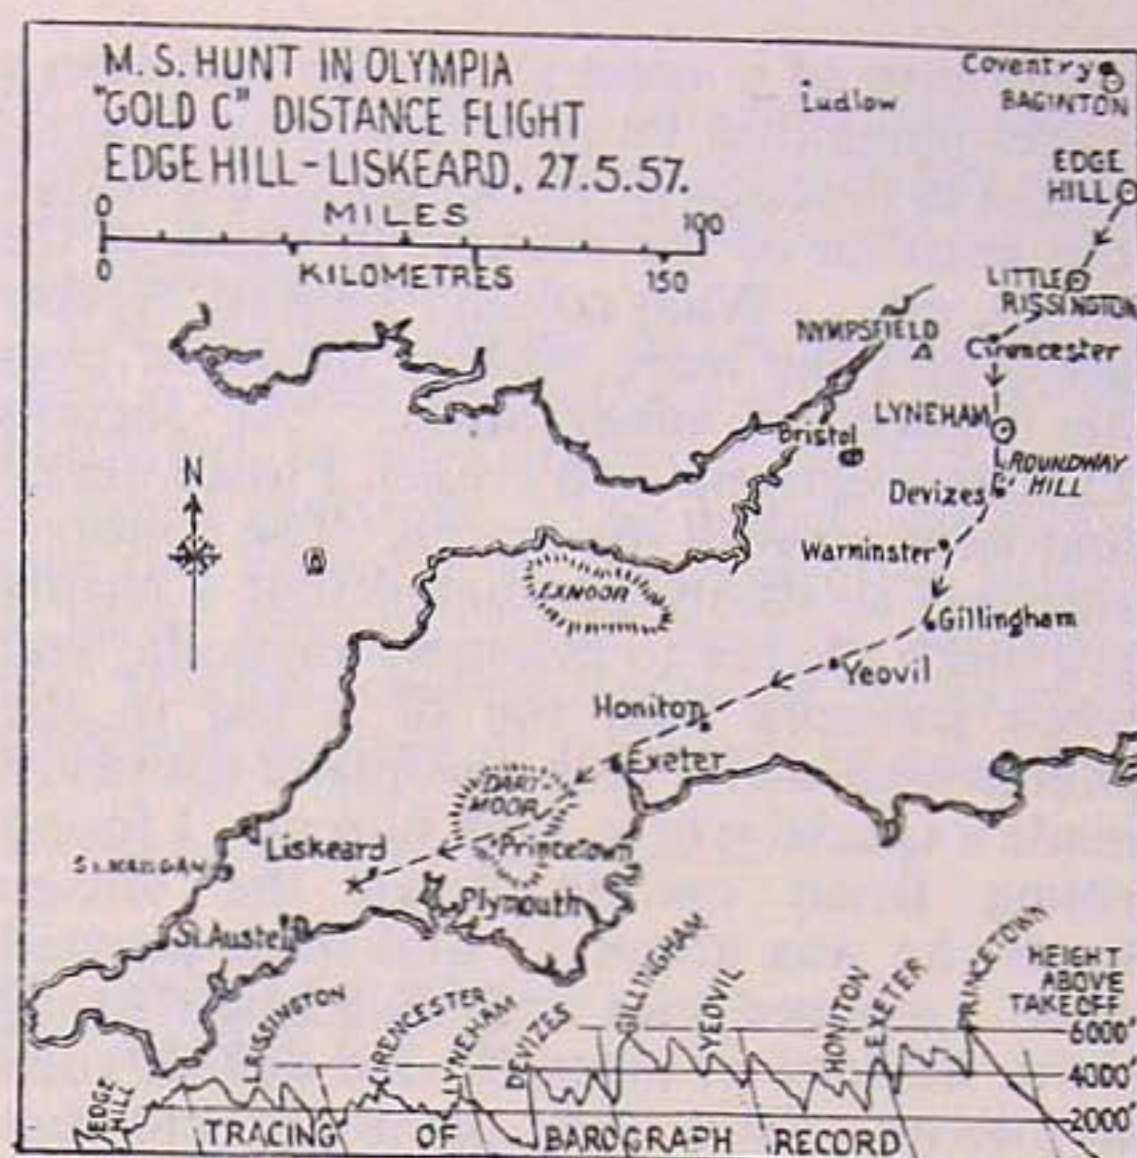 M. S. HUNT IN OLYMPIA
"GOLD C" DISTANCE FLIGHT
EDGE HILL - LISKEARD, 27.5.57.
0 MILES 100
0 KILOMETRES 150
Ludlow
Coventry
BAGINTON
EDGE
HILL
LITTLE
RISSINGTON
NYMPSFIELD
Cirencester
LYNEHAM
Bristol
ROUNDWAY
HILL
Devizes
N
Warminster
EXMOOR
Gillingham
Yeovil
Honiton
Exeter
DART
MOOR
Princetown
Liskeard
ST. MAWGAN
Plymouth
St. Austell
HEIGHT
ABOVE
TAKEOFF
6000'
4000'
2000'
EDGE
HILL
L.RISSINGTON
CIRENCESTER
LYNEHAM
DEVIZES
GILLINGHAM
YEOVIL
HONITON
EXETER
PRINCETOWN
TRACING OF BAROGRAPH RECORD